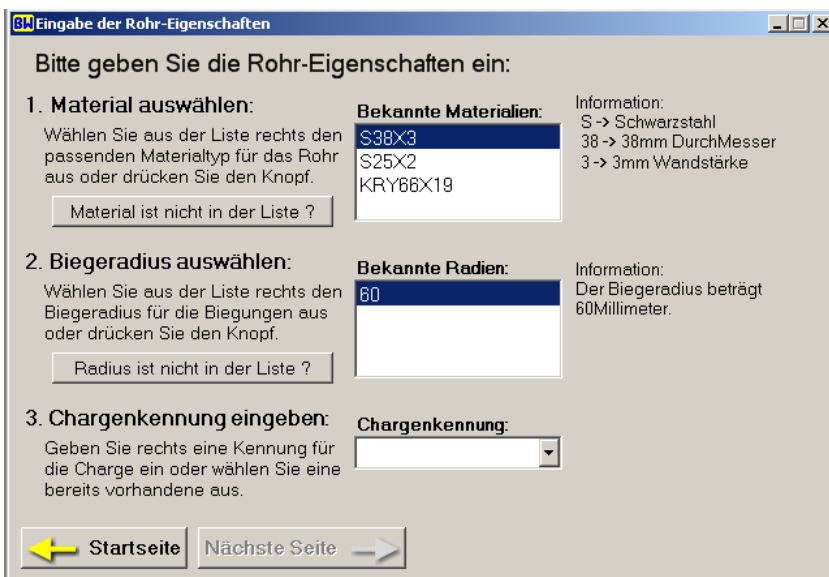 BW Eingabe der Rohr-Eigenschaften
Bitte geben Sie die Rohr-Eigenschaften ein:
1. Material auswählen:
Wählen Sie aus der Liste rechts den
passenden Materialtyp für das Rohr
aus oder drücken Sie den Knopf.
Material ist nicht in der Liste ?
Bekannte Materialien:
S38X3
S25X2
KRY66X19
Information:
S -> Schwarzstahl
38 -> 38mm DurchMesser
3 -> 3mm Wandstärke
2. Biegeradius auswählen:
Wählen Sie aus der Liste rechts den
Biegeradius für die Biegungen aus
oder drücken Sie den Knopf.
Radius ist nicht in der Liste ?
Bekannte Radien:
60
Information:
Der Biegeradius beträgt
60Millimeter.
3. Chargenkennung eingeben:
Geben Sie rechts eine Kennung für
die Charge ein oder wählen Sie eine
bereits vorhandene aus.
Chargenkennung:
Startseite
Nächste Seite